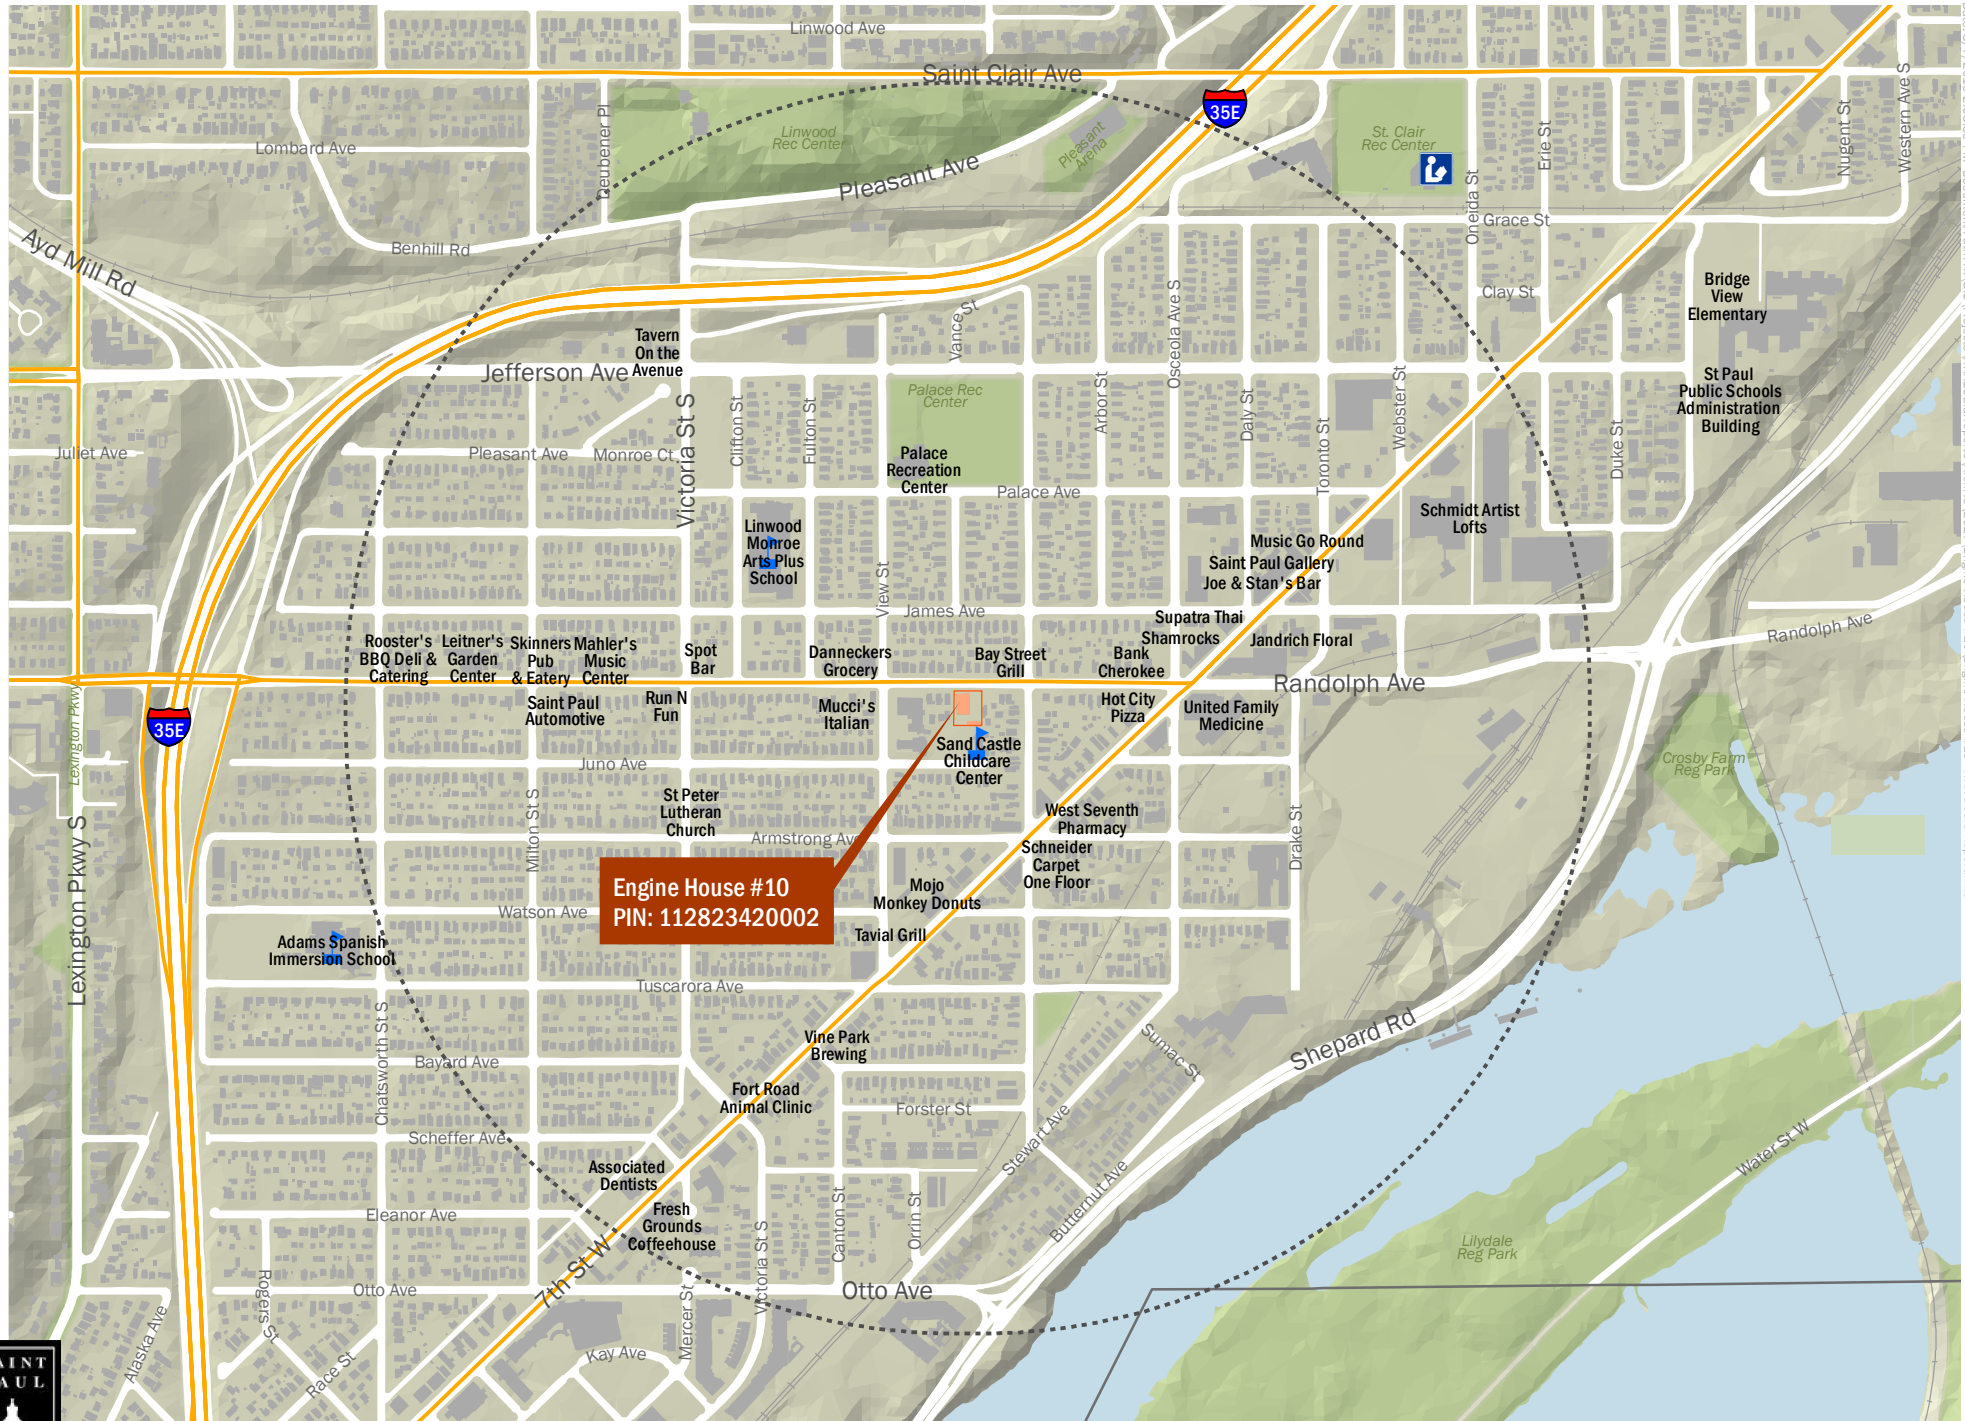 Linwood Ave
Saint Clair Ave
35E
Deubener Pl
Linwood
Rec Center
Pleasant
Arena
St. Clair
Rec Center
Erie St
Nugent St
Western Ave S
Lombard Ave
Pleasant Ave
Oneida St
Grace St
Ayd Mill Rd
Benhill Rd
Clay St
Bridge
View
Elementary
Vance St
Osceola Ave S
Tavern
On the
Avenue
Jefferson Ave
Palace Rec
Center
St Paul
Public Schools
Administration
Building
Victoria St S
Clifton St
Fulton St
Arbor St
Daly St
Toronto St
Webster St
Duke St
Juliet Ave
Pleasant Ave
Monroe Ct
Palace
Recreation
Center
Palace Ave
Schmidt Artist
Lofts
Linwood
Monroe
Arts Plus
School
Music Go Round
Saint Paul Gallery
Joe & Stan's Bar
View St
James Ave
Supatra Thai
Shamrocks
Jandrich Floral
Randolph Ave
Rooster's
BBQ Deli &
Catering
Leitner's
Garden
Center
Skinners
Pub
& Eatery
Mahler's
Music
Center
Spot
Bar
Danneckers
Grocery
Bay Street
Grill
Bank
Cherokee
Randolph Ave
Lexington Pkwy
35E
Saint Paul
Automotive
Run N
Fun
Mucci's
Italian
Hot City
Pizza
United Family
Medicine
Sand Castle
Childcare
Center
Crosby Farm
Reg Park
Juno Ave
Milton St S
St Peter
Lutheran
Church
Armstrong Ave
West Seventh
Pharmacy
Schneider
Carpet
One Floor
Drake St
Lexington Pkwy S
Engine House #10
PIN: 112823420002
Mojo
Monkey Donuts
Watson Ave
Tavial Grill
Adams Spanish
Immersion School
Tuscarora Ave
Chatsworth St S
Vine Park
Brewing
Sumac St
Shepard Rd
Bayard Ave
Fort Road
Animal Clinic
Forster St
Stewart Ave
Scheffer Ave
Water St W
Associated
Dentists
Butternut Ave
Eleanor Ave
Fresh
Grounds
Coffeehouse
Victoria St S
Canton St
Orrin St
Lilydale
Reg Park
7th St W
Otto Ave
Otto Ave
Rogers St
Mercer St
Alaska Ave
Race St
Kay Ave